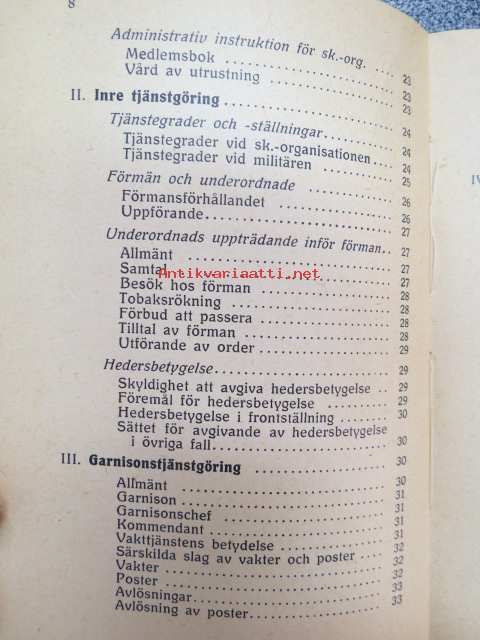 8
Administrativ instruktion för sk.-org. .... 23
Medlemsbok .................... 23
Vård av utrustning ................ 23
II. Inre tjänstgöring .................... 24
Tjänstegrader och -ställningar ............ 24
Tjänstegrader vid sk.-organisationen .... 24
Tjänstegrader vid militären ............ 25
Förmän och underordnade ............ 26
Förmansförhållandet ................ 26
Uppförande .................... 26
Underordnads uppträdande inför förman .. 27
Allmänt .................... 27
Samtal .................... 27
Besök hos förman ................ 28
Tobaksrökning .................... 28
Förbud att passera ................ 28
Tilltal av förman ................ 28
Utförande av order ................ 29
Hedersbetygelse .................... 29
Skyldighet att avgiva hedersbetygelse .. 29
Föremål för hedersbetygelse ........ 29
Hedersbetygelse i frontställning ........ 30
Sättet för avgivande av hedersbetygelse
i övriga fall .................... 30
III. Garnisonstjänstgöring ................ 30
Allmänt .................... 30
Garnison .................... 31
Garnisonschef .................... 31
Kommendant .................... 31
Vakttjänstens betydelse ............ 31
Särskilda slag av vakter och poster .... 32
Vakter .................... 32
Poster .................... 32
Avlösningar .................... 33
Avlösning av poster ................ 33
Antikvariaatti.net